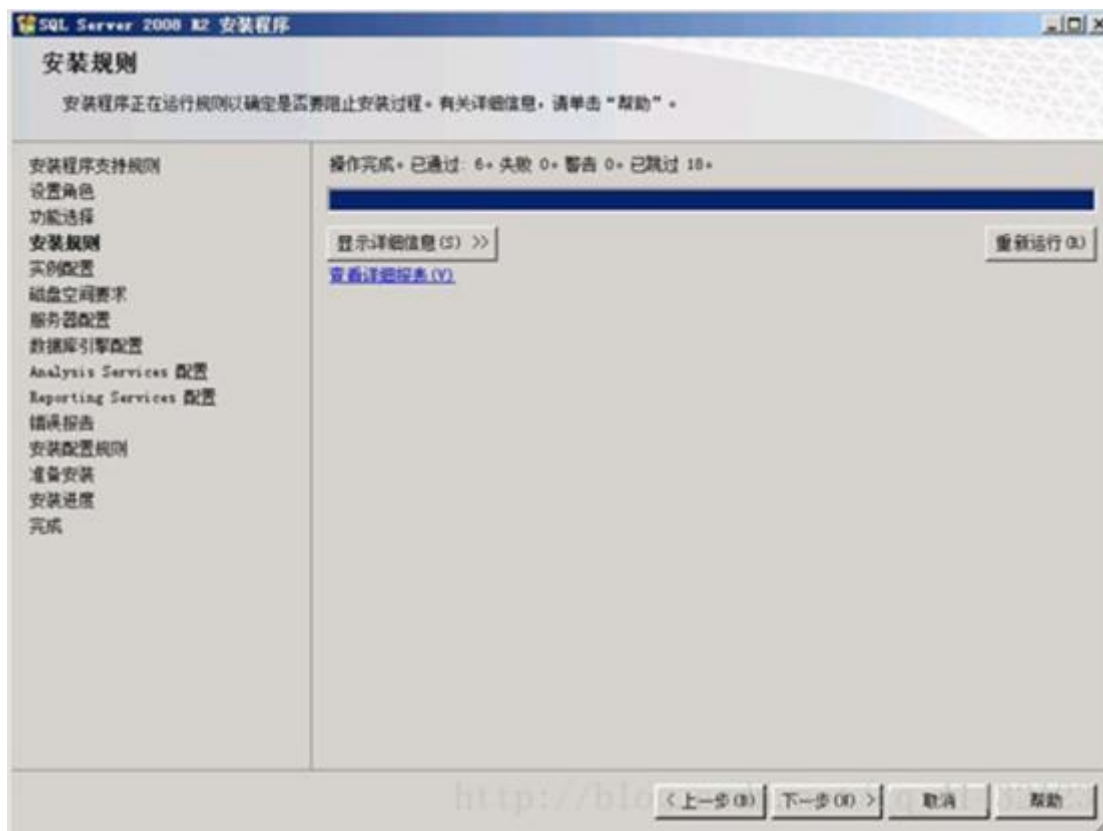 SQL Server 2008 R2 安装程序
安装规则
安装程序正在运行规则以确定是否要阻止安装过程。有关详细信息，请单击“帮助”。
安装程序支持规则
设置角色
功能选择
安装规则
实例配置
磁盘空间要求
服务器配置
数据库引擎配置
Analysis Services 配置
Reporting Services 配置
错误报告
安装配置规则
准备安装
安装进度
完成
操作完成。已通过: 6。失败 0。警告 0。已跳过 18。
显示详细信息(S) >>
重新运行(R)
查看详细报表(V)
http://blo
< 上一步(B)
下一步(N) >
取消
帮助